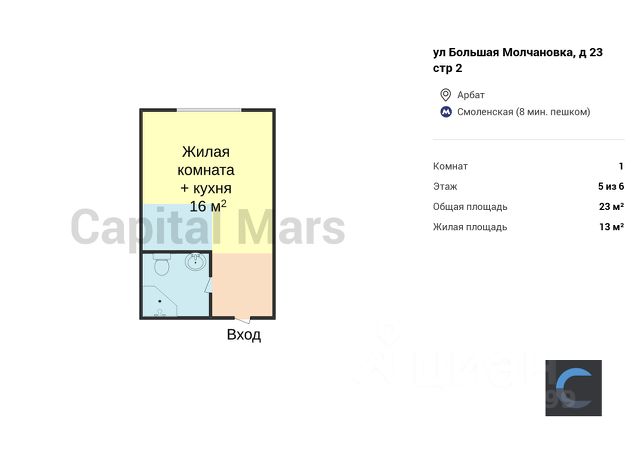 ул Большая Молчановка, д 23
стр 2
Арбат
Смоленская (8 мин. пешком)
Комнат 1
Этаж 5 из 6
Общая площадь 23 м²
Жилая площадь 13 м²
Жилая
комната
+ кухня
16 м²
Capital Mars
Вход
циан
99